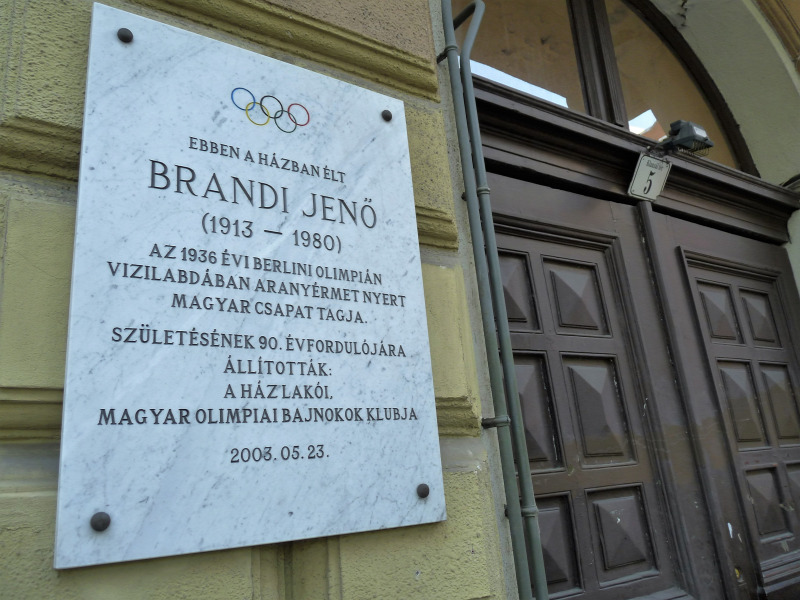 EBBEN A HÁZBAN ÉLT
BRANDI JENŐ
(1913 – 1980)
AZ 1936 ÉVI BERLINI OLIMPIÁN
VIZILABDÁBAN ARANYÉRMET NYERT
MAGYAR CSAPAT TAGJA.
SZÜLETÉSÉNEK 90. ÉVFORDULÓJÁRA
ÁLLÍTOTTÁK:
A HÁZ LAKÓI,
MAGYAR OLIMPIAI BAJNOKOK KLUBJA
2003. 05. 23.
5